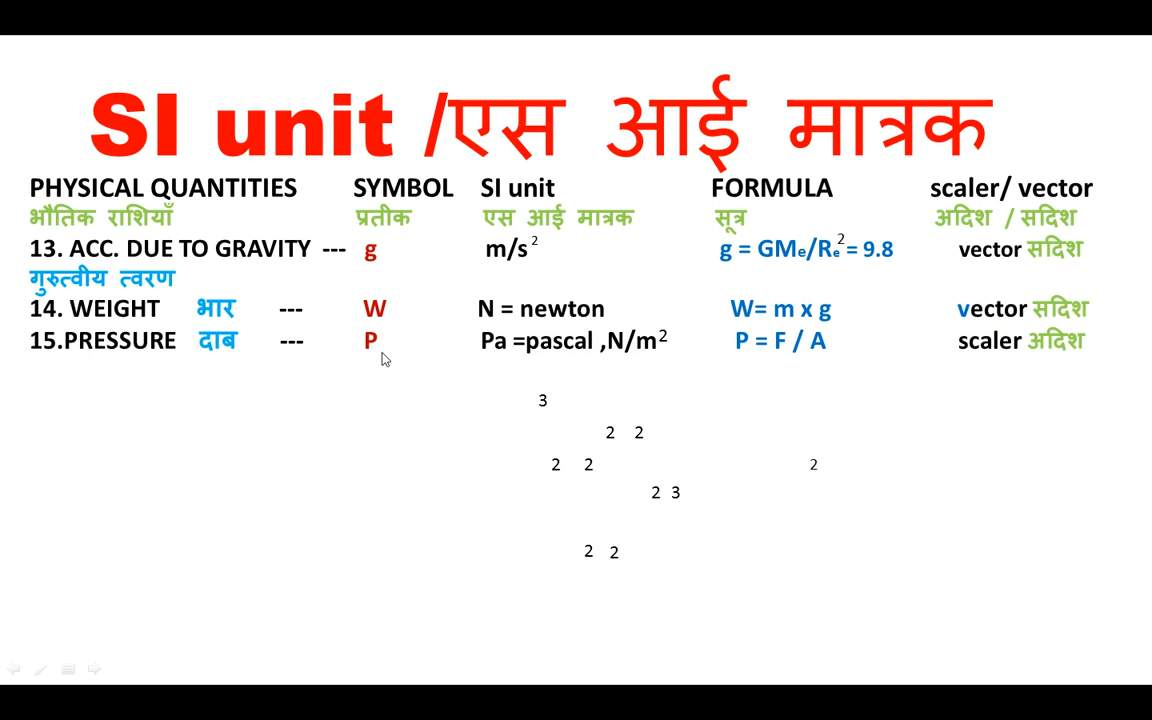 SI unit /एस आई मात्रक
PHYSICAL QUANTITIES SYMBOL SI unit FORMULA scaler/ vector
भौतिक राशियाँ प्रतीक एस आई मात्रक सूत्र अदिश / सदिश
13. ACC. DUE TO GRAVITY --- g m/s² g = GMe/Re² = 9.8 vector सदिश
गुरुत्वीय त्वरण
14. WEIGHT भार --- W N = newton W= m x g vector सदिश
15.PRESSURE दाब --- P Pa =pascal ,N/m² P = F / A scaler अदिश
3
2 2
2 2 2
2 3
2 2